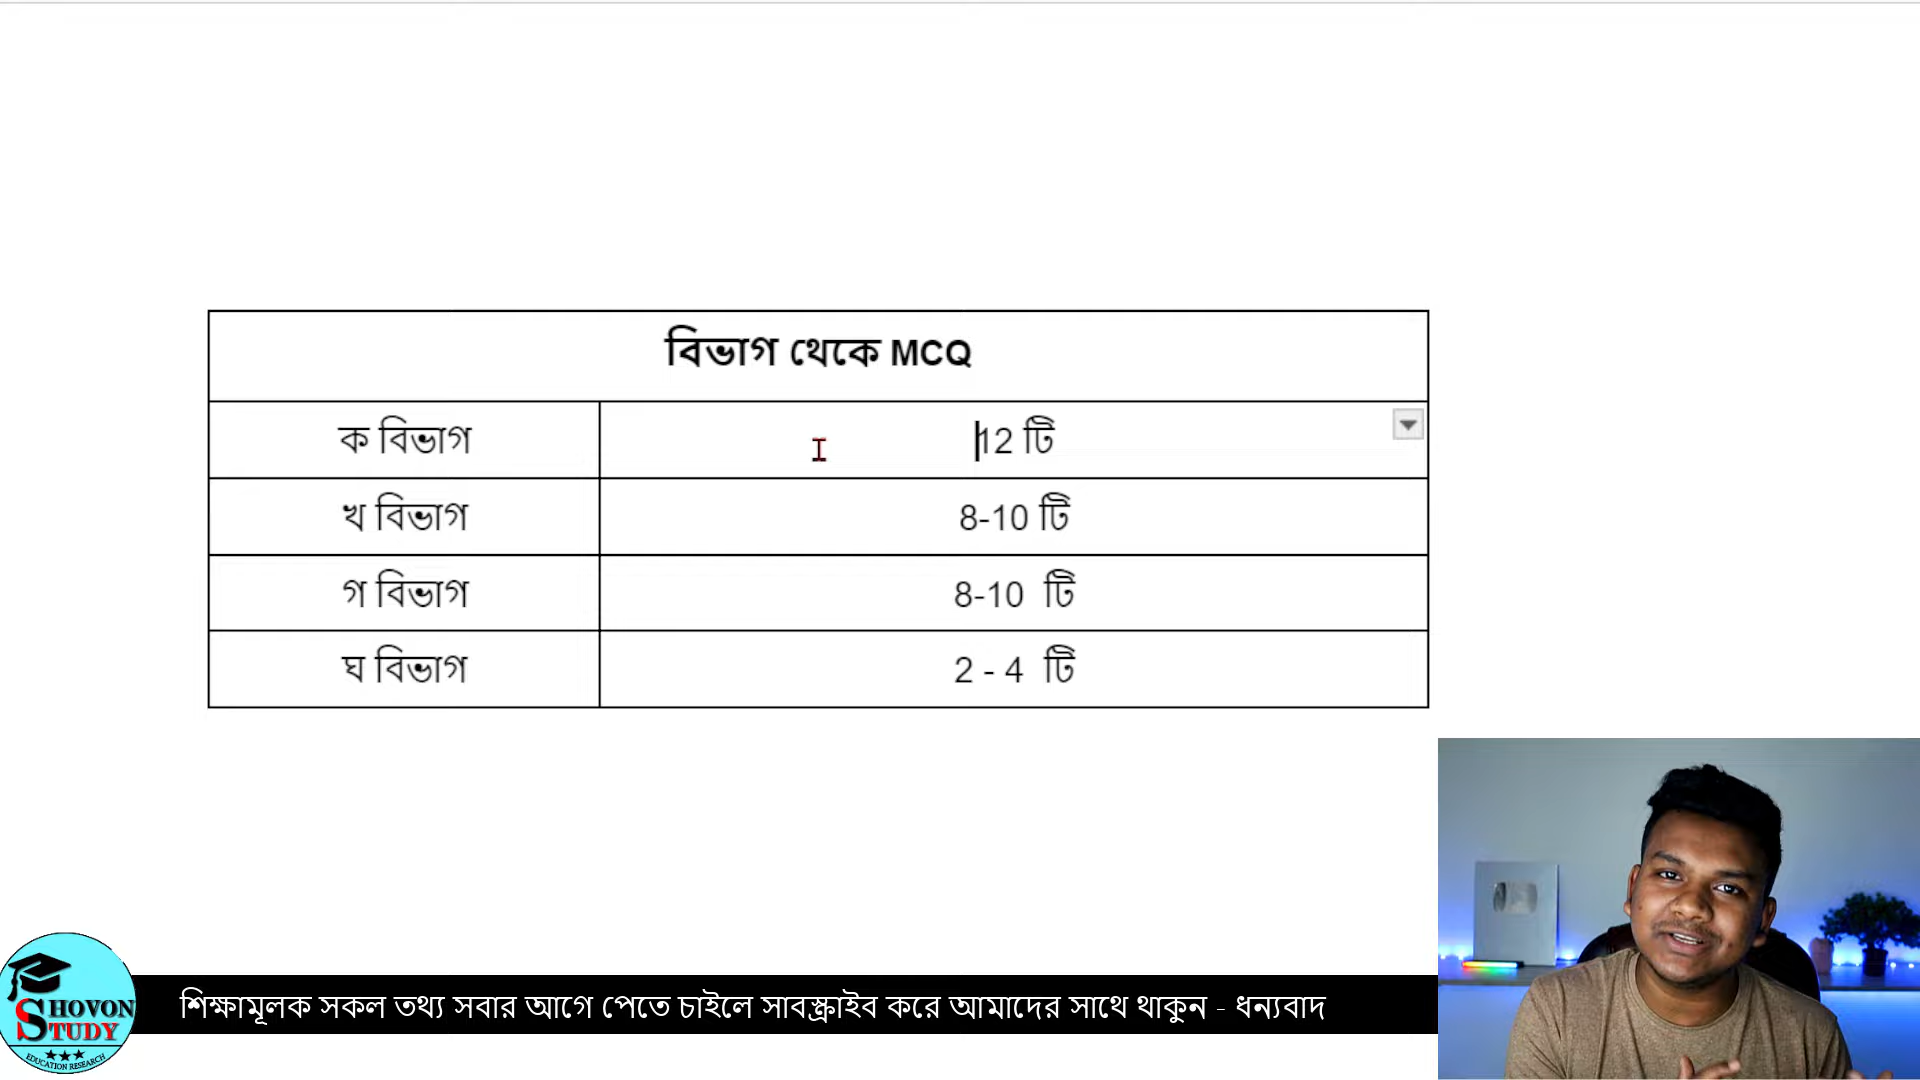 বিভাগ থেকে MCQ
ক বিভাগ 12 টি
খ বিভাগ 8-10 টি
গ বিভাগ 8-10 টি
ঘ বিভাগ 2 - 4 টি
SHOVON
STUDY
EDUCATION RESEARCH
শিক্ষামূলক সকল তথ্য সবার আগে পেতে চাইলে সাবস্ক্রাইব করে আমাদের সাথে থাকুন - ধন্যবাদ